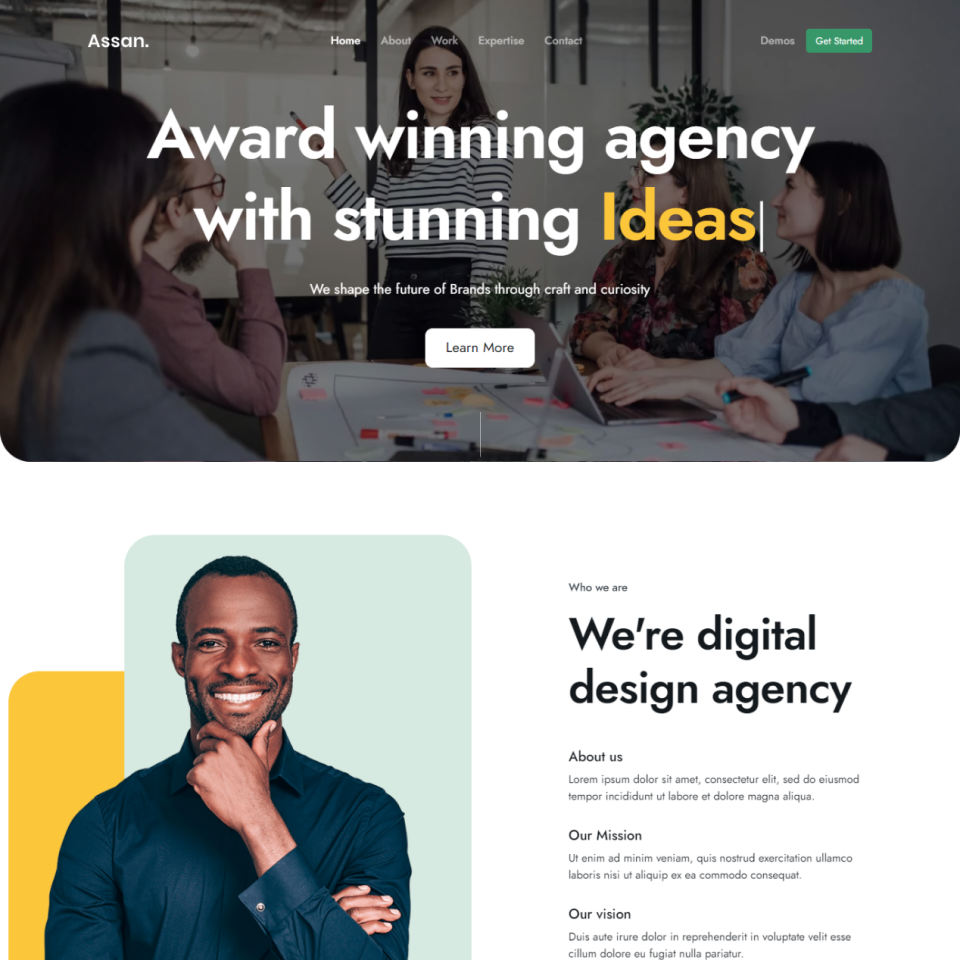 Assan.
Home About Work Expertise Contact
Demos Get Started
Award winning agency
with stunning Ideas
We shape the future of Brands through craft and curiosity
Learn More
Who we are
We're digital
design agency
About us
Lorem ipsum dolor sit amet, consectetur elit, sed do eiusmod
tempor incididunt ut labore et dolore magna aliqua.
Our Mission
Ut enim ad minim veniam, quis nostrud exercitation ullamco
laboris nisi ut aliquip ex ea commodo consequat.
Our vision
Duis aute irure dolor in reprehenderit in voluptate velit esse
cillum dolore eu fugiat nulla pariatur.